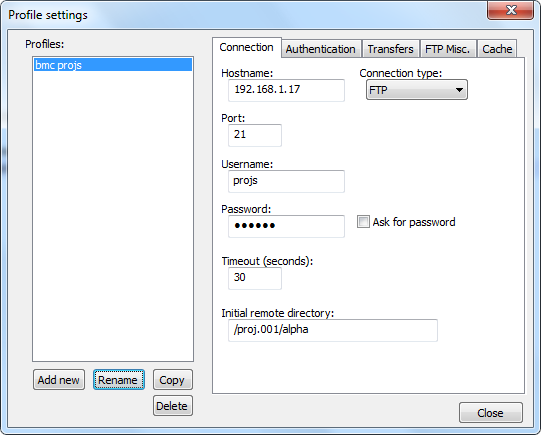 Profile settings
Profiles:
bmc projs
Add new
Rename
Copy
Delete
Connection
Authentication
Transfers
FTP Misc.
Cache
Hostname:
Connection type:
192.168.1.17
FTP
Port:
21
Username:
projs
Password:
••••••
Ask for password
Timeout (seconds):
30
Initial remote directory:
/proj.001/alpha
Close